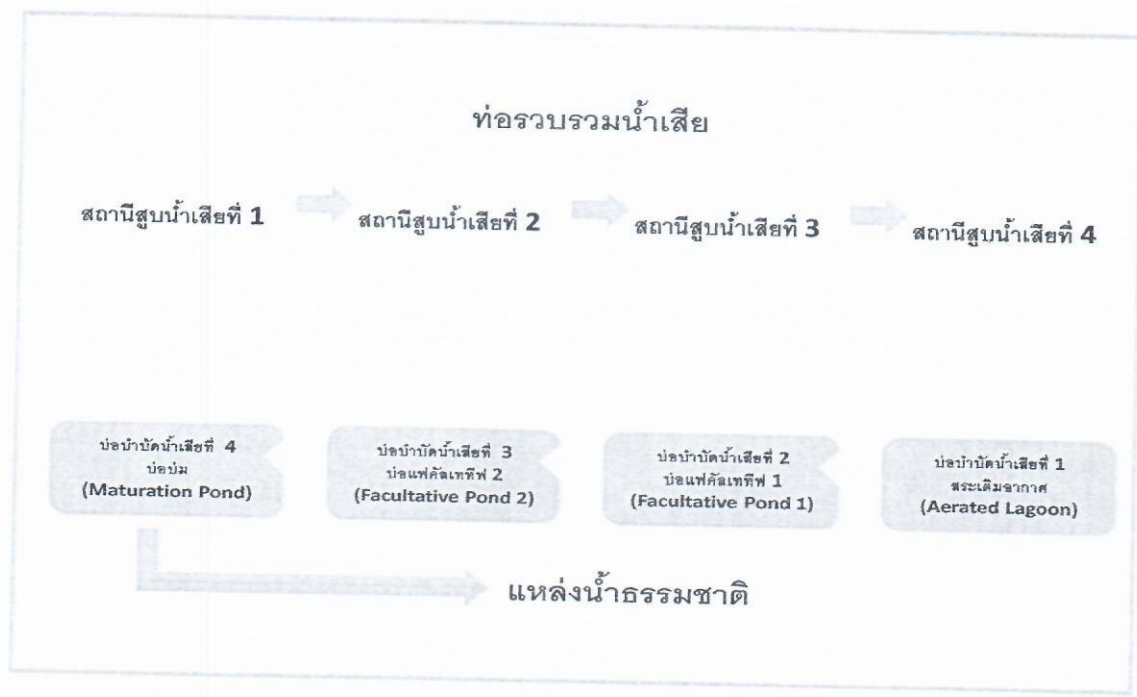 ท่อรวบรวมน้ำเสีย
สถานีสูบน้ำเสียที่ 1
สถานีสูบน้ำเสียที่ 2
สถานีสูบน้ำเสียที่ 3
สถานีสูบน้ำเสียที่ 4
บ่อบำบัดน้ำเสียที่ 4
บ่อบ่ม
(Maturation Pond)
บ่อบำบัดน้ำเสียที่ 3
บ่อแฟคัลเททีฟ 2
(Facultative Pond 2)
บ่อบำบัดน้ำเสียที่ 2
บ่อแฟคัลเททีฟ 1
(Facultative Pond 1)
บ่อบำบัดน้ำเสียที่ 1
สระเติมอากาศ
(Aerated Lagoon)
แหล่งน้ำธรรมชาติ